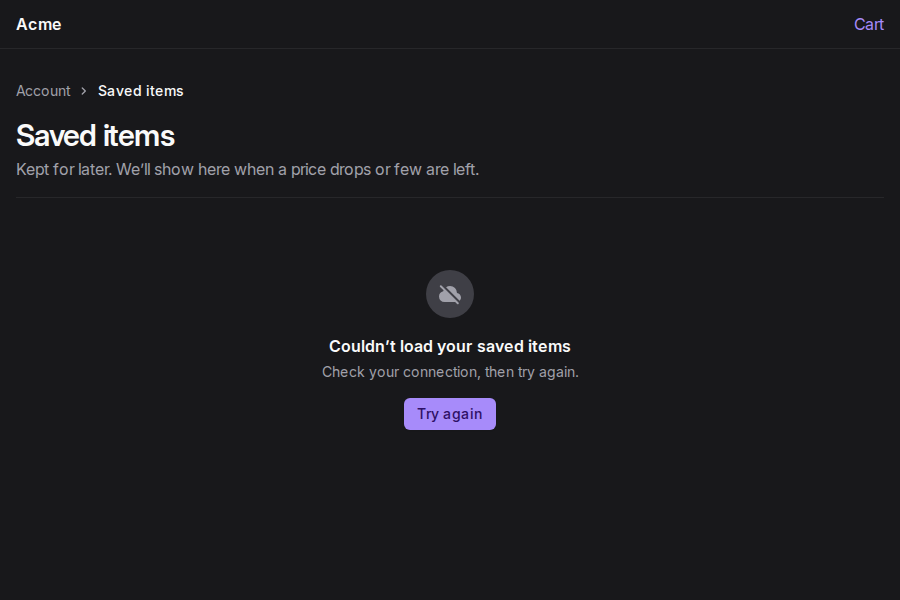 Acme
Cart
Account
Saved items
Saved items
Kept for later. We’ll show here when a price drops or few are left.
Couldn’t load your saved items
Check your connection, then try again.
Try again